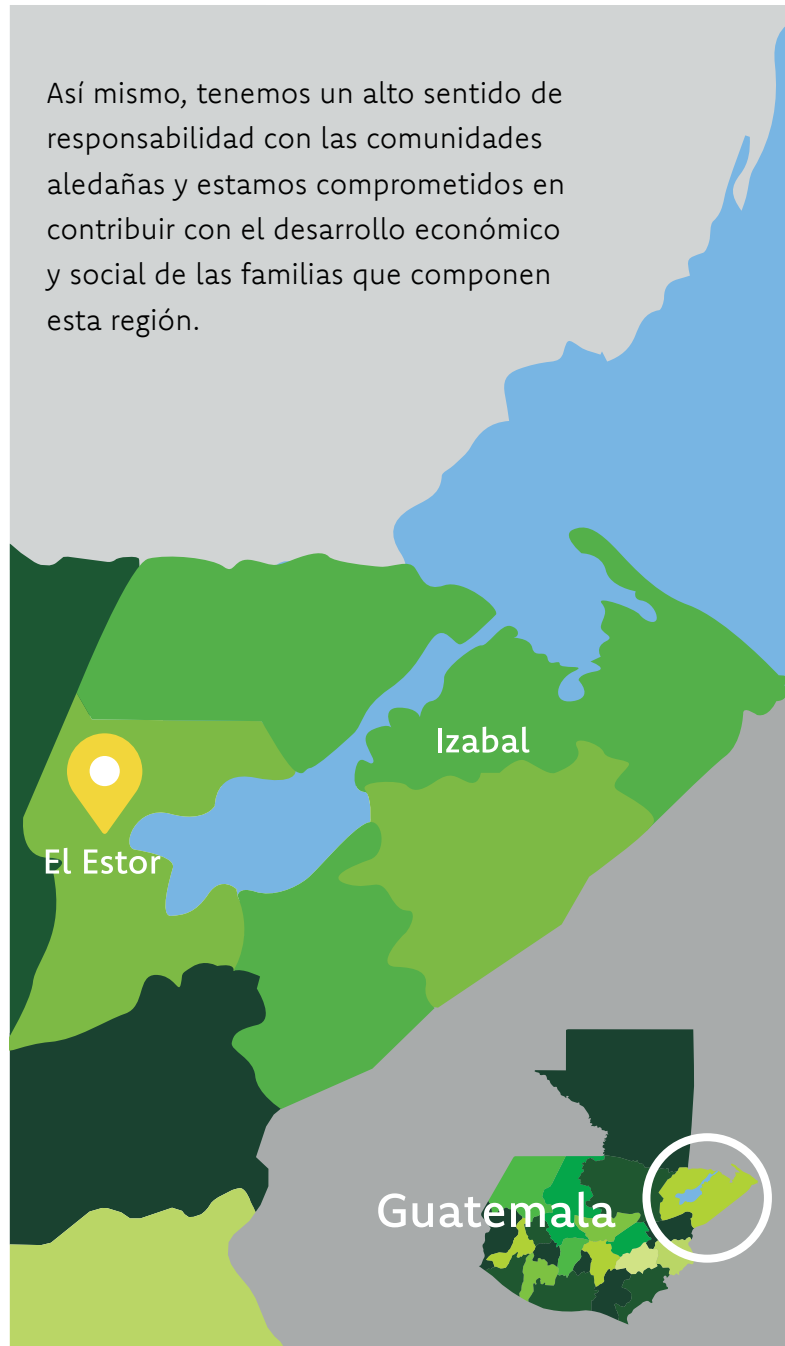 Así mismo, tenemos un alto sentido de
responsabilidad con las comunidades
aledañas y estamos comprometidos en
contribuir con el desarrollo económico
y social de las familias que componen
esta región.
Izabal
El Estor
Guatemala